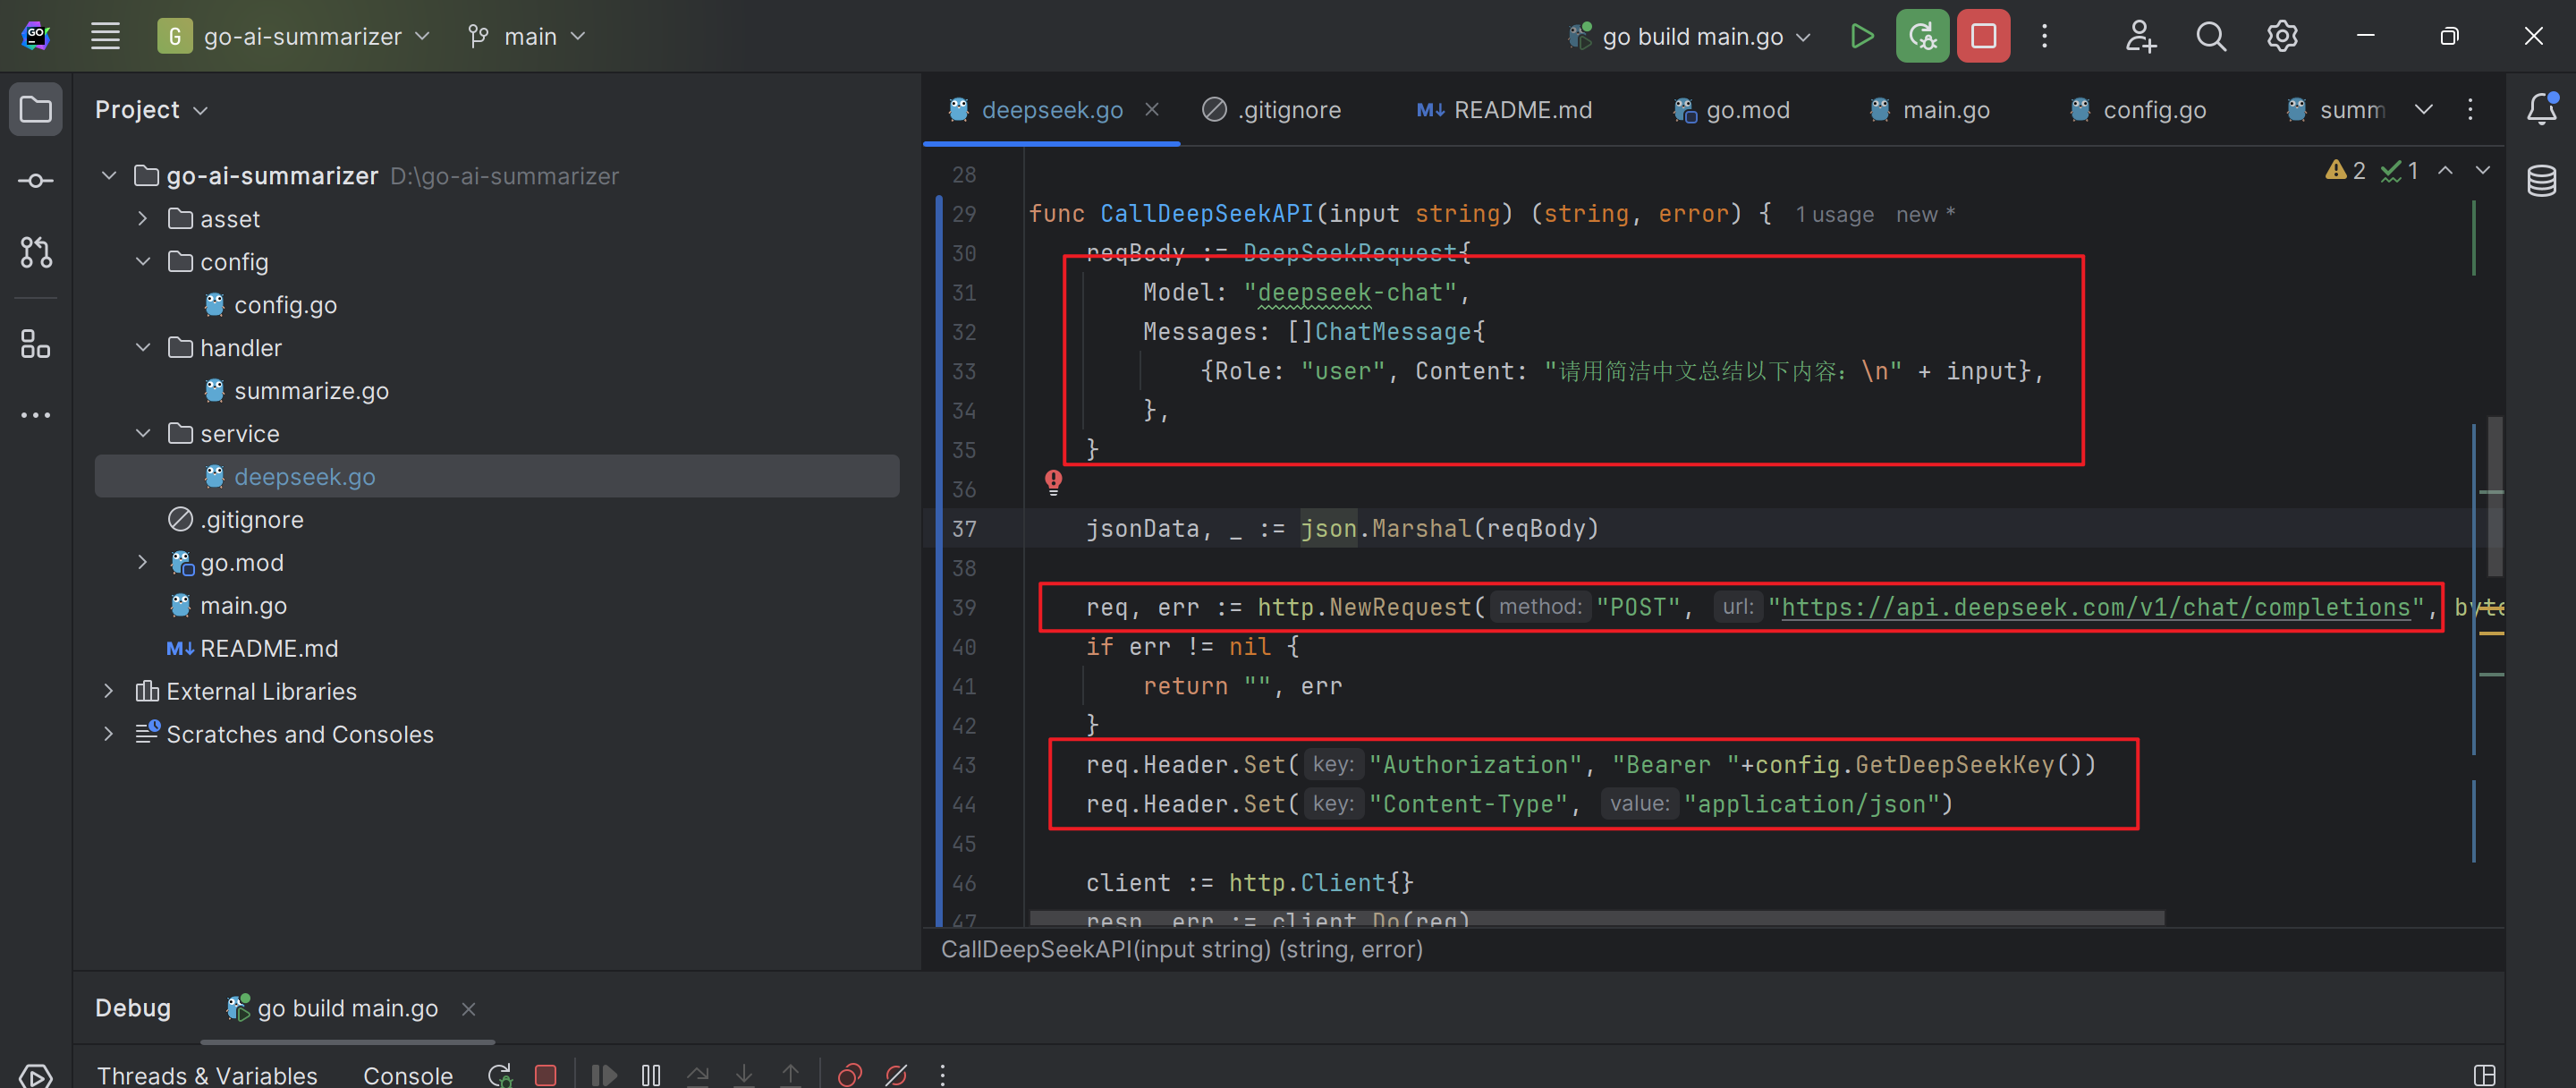 GO
G go-ai-summarizer main go build main.go
Project
go-ai-summarizer D:\go-ai-summarizer
asset
config
config.go
handler
summarize.go
service
deepseek.go
.gitignore
go.mod
main.go
M↓ README.md
External Libraries
Scratches and Consoles
deepseek.go .gitignore M↓ README.md go.mod main.go config.go summ
2 1
28
29 func CallDeepSeekAPI(input string) (string, error) { 1 usage new *
30 reqBody := DeepSeekRequest{
31 Model: "deepseek-chat",
32 Messages: []ChatMessage{
33 {Role: "user", Content: "请用简洁中文总结以下内容：\n" + input},
34 },
35 }
36
37 jsonData, _ := json.Marshal(reqBody)
38
39 req, err := http.NewRequest( method: "POST", url: "https://api.deepseek.com/v1/chat/completions", byte
40 if err != nil {
41 return "", err
42 }
43 req.Header.Set( key: "Authorization", "Bearer "+config.GetDeepSeekKey())
44 req.Header.Set( key: "Content-Type", value: "application/json")
45
46 client := http.Client{}
47 resp, err := client.Do(req)
CallDeepSeekAPI(input string) (string, error)
Debug go build main.go
Threads & Variables Console